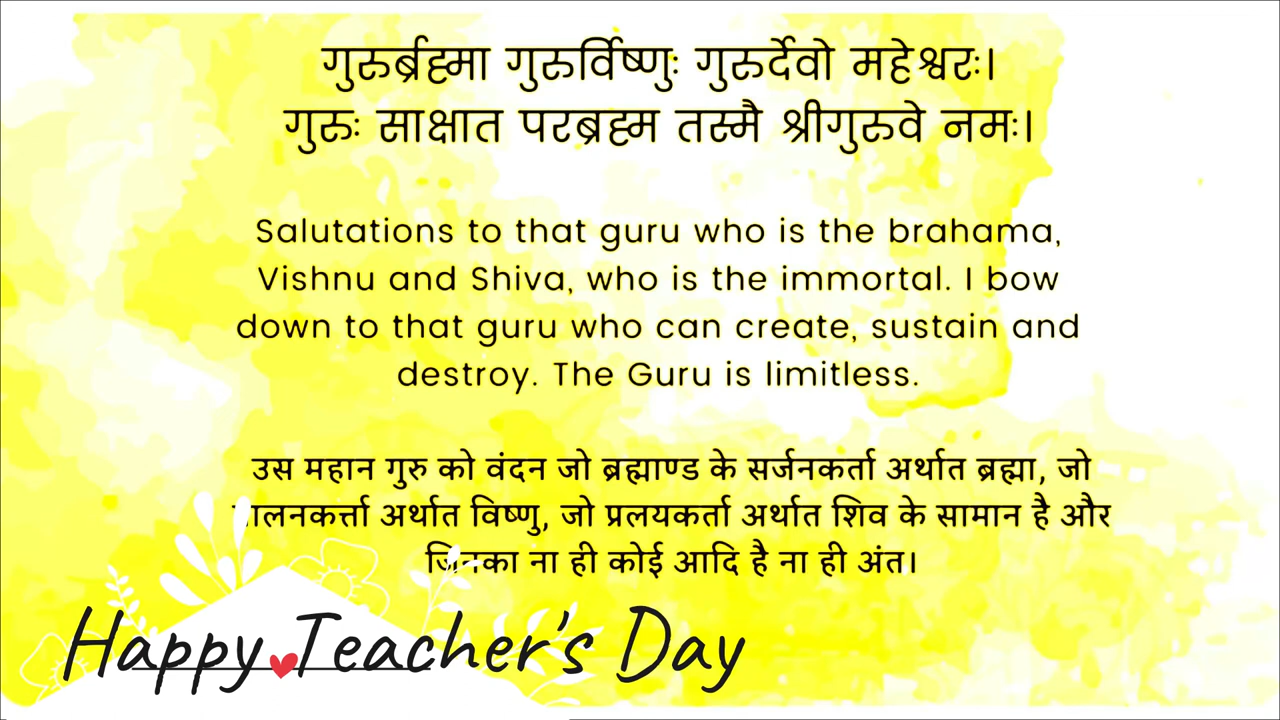 गुरुर्ब्रह्मा गुरुर्विष्णुः गुरुर्देवो महेश्वरः।
गुरुः साक्षात परब्रह्म तस्मै श्रीगुरुवे नमः।
Salutations to that guru who is the brahama,
Vishnu and Shiva, who is the immortal. I bow
down to that guru who can create, sustain and
destroy. The Guru is limitless.
उस महान गुरु को वंदन जो ब्रह्माण्ड के सर्जनकर्ता अर्थात ब्रह्मा, जो
अर्थात विष्णु, जो प्रलयकर्ता अर्थात शिव के सामान है और
जिनका ना ही कोई आदि है ना ही अंत।
Happy Teacher's Day